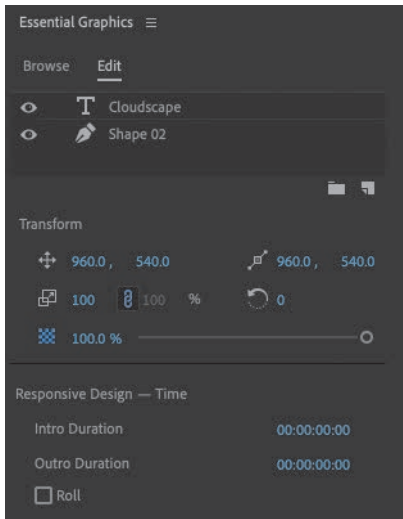 Essential Graphics
Browse Edit
Cloudscape
Shape 02
Transform
960.0 , 540.0 960.0 , 540.0
100 100 % 0
100.0 %
Responsive Design — Time
Intro Duration 00:00:00:00
Outro Duration 00:00:00:00
Roll